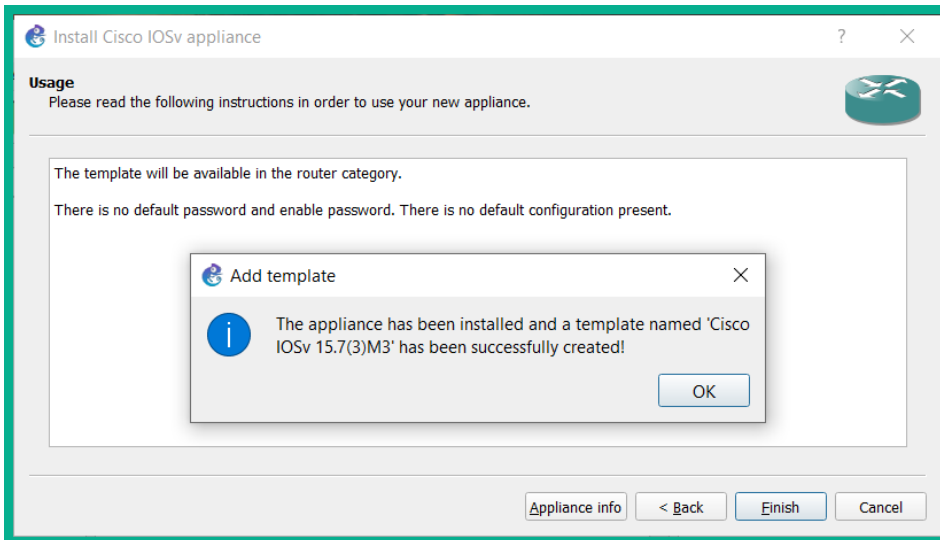 Install Cisco IOSv appliance
?
Usage
Please read the following instructions in order to use your new appliance.
The template will be available in the router category.
There is no default password and enable password. There is no default configuration present.
Add template
The appliance has been installed and a template named 'Cisco
IOSv 15.7(3)M3' has been successfully created!
OK
Appliance info
< Back
Finish
Cancel